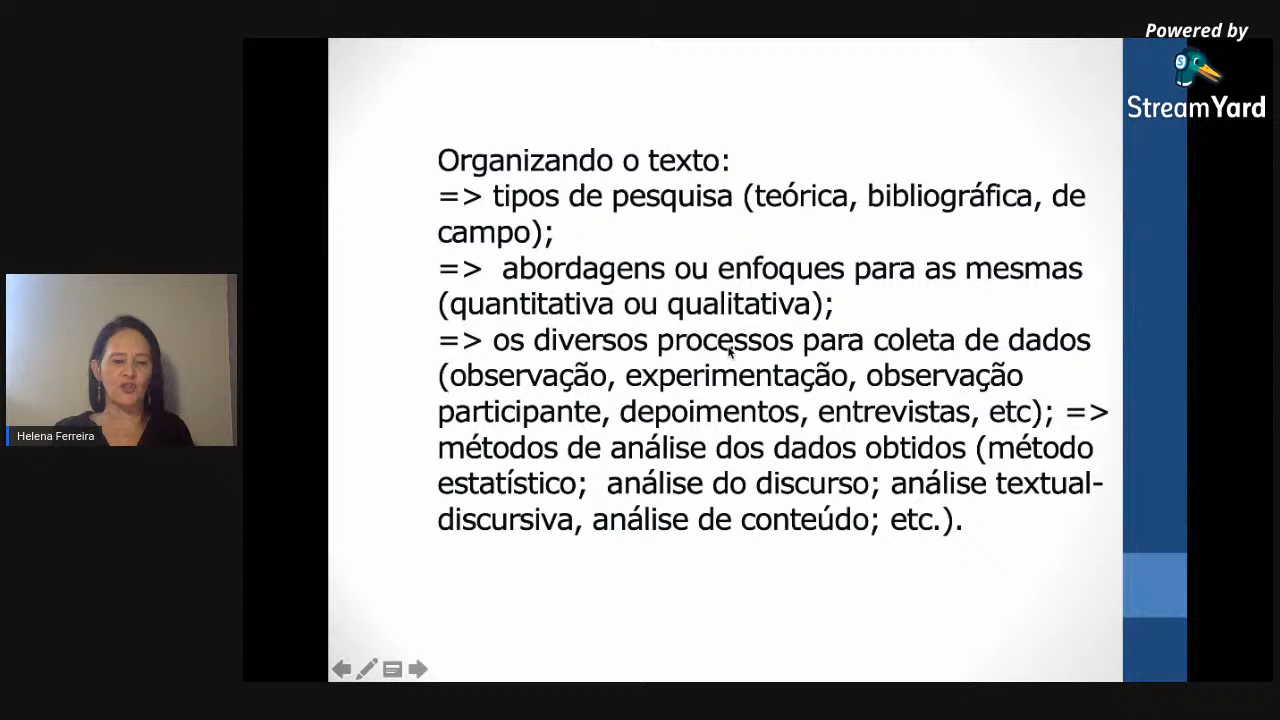 Powered by
StreamYard
Organizando o texto:
=> tipos de pesquisa (teórica, bibliográfica, de
campo);
=>  abordagens ou enfoques para as mesmas
(quantitativa ou qualitativa);
=> os diversos processos para coleta de dados
(observação, experimentação, observação
participante, depoimentos, entrevistas, etc); =>
métodos de análise dos dados obtidos (método
estatístico;  análise do discurso; análise textual-
discursiva, análise de conteúdo; etc.).
Helena Ferreira